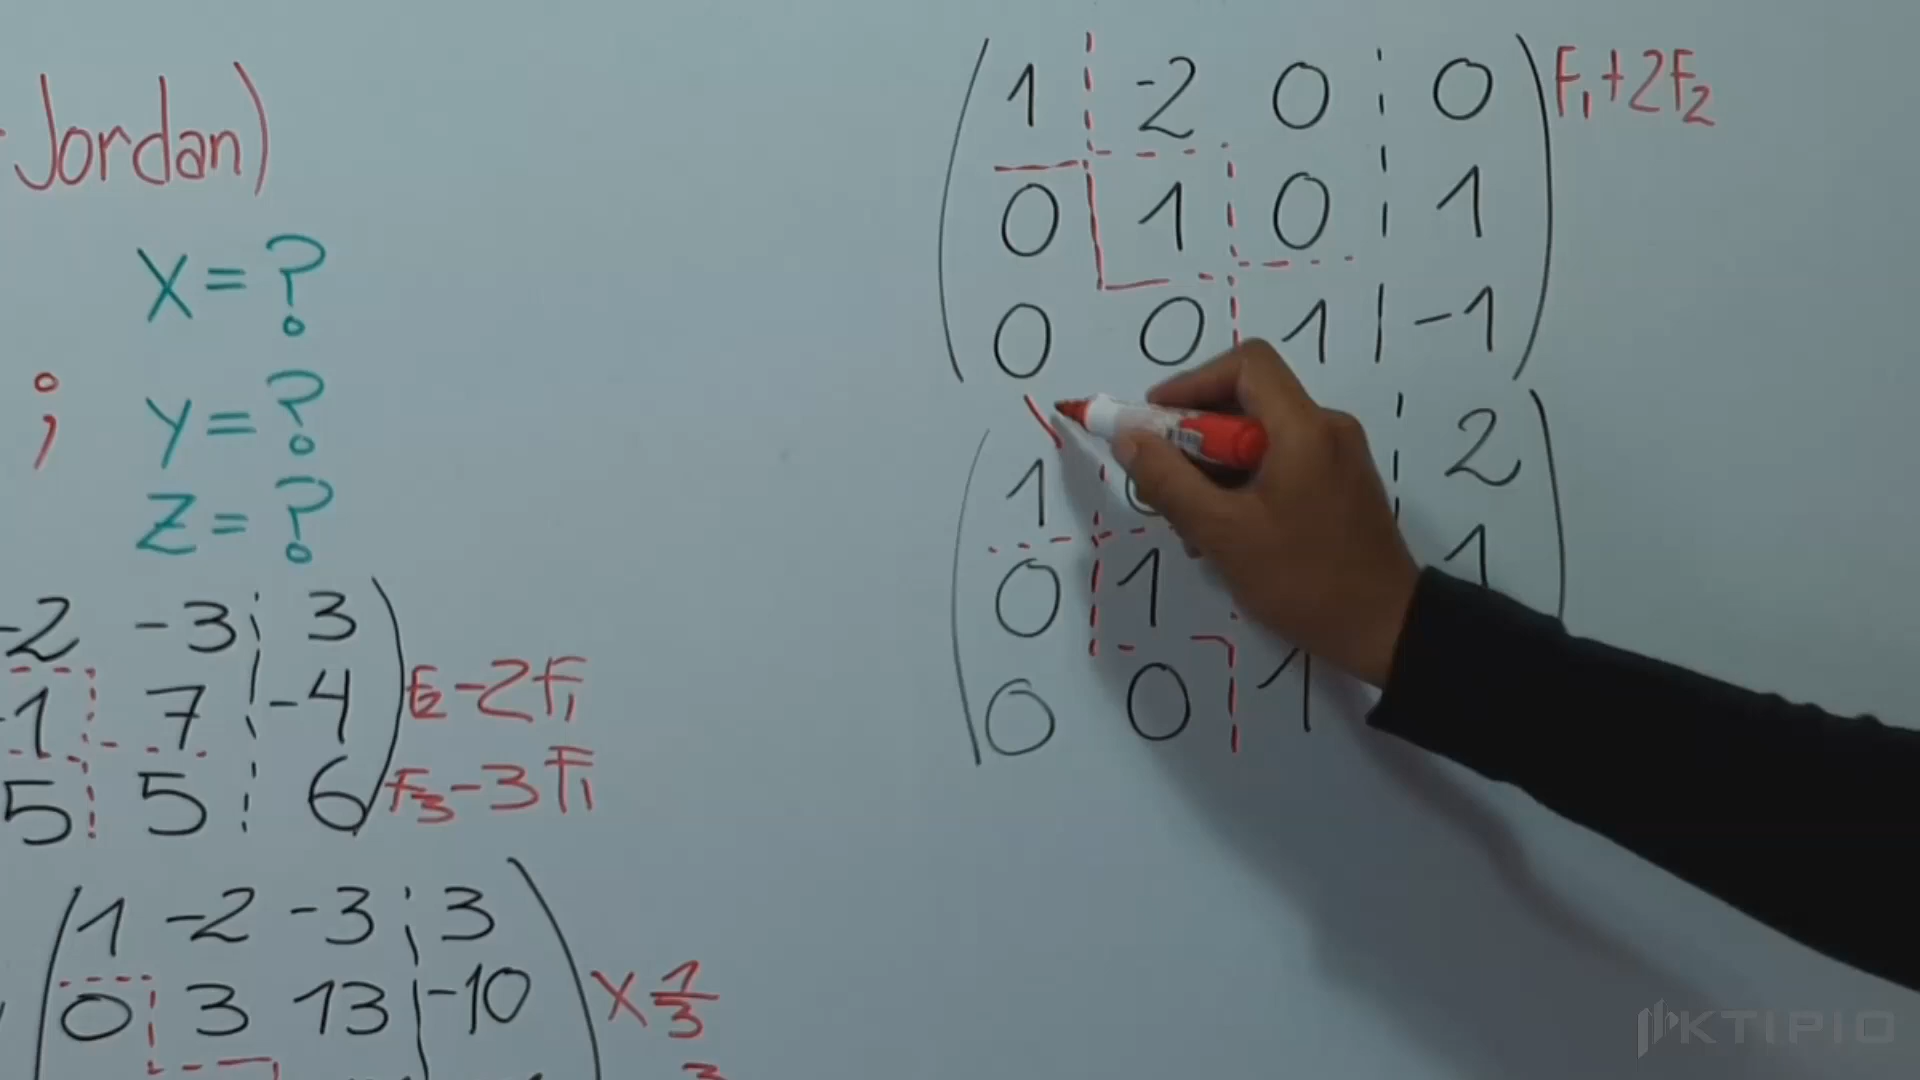 -Jordan)
X = ?
; Y = ?
Z = ?
-2 -3 3
-1 7 -4 F2-2F1
5 5 6 F3-3F1
1 -2 -3 3
0 3 13 -10 X 1/3
1 -2 0 0 F1+2F2
0 1 0 1
0 0 1 -1
1 2
0 1 1
0 0 1
KTIPIO